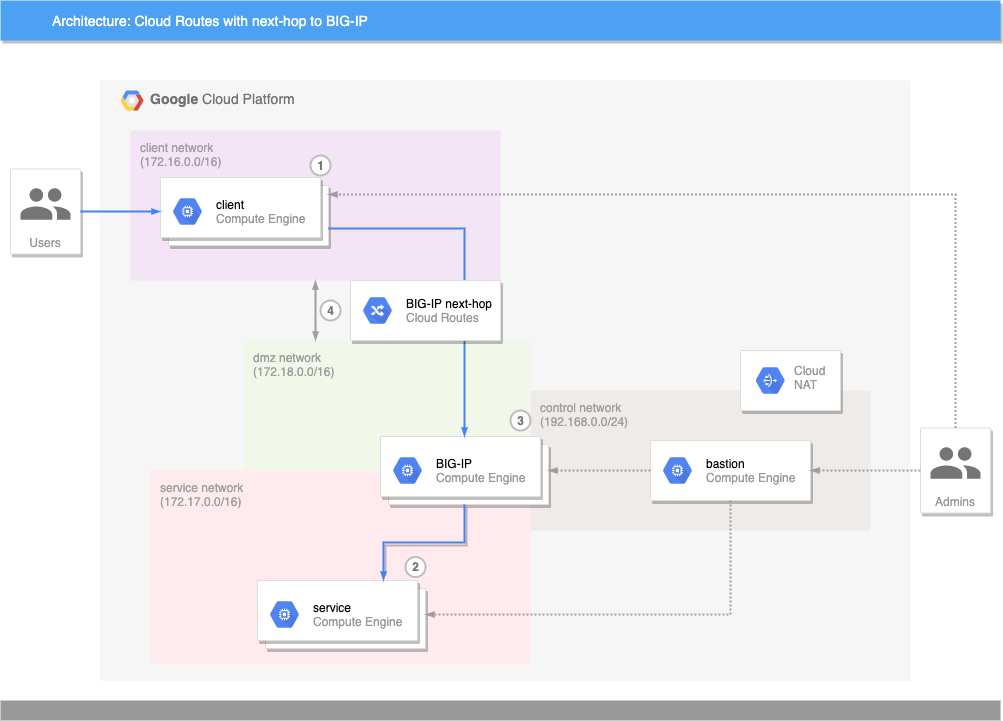 Architecture: Cloud Routes with next-hop to BIG-IP
Google Cloud Platform
client network
(172.16.0.0/16)
1
client
Compute Engine
Users
4
BIG-IP next-hop
Cloud Routes
dmz network
(172.18.0.0/16)
Cloud
NAT
control network
(192.168.0.0/24)
3
BIG-IP
Compute Engine
bastion
Compute Engine
Admins
service network
(172.17.0.0/16)
2
service
Compute Engine